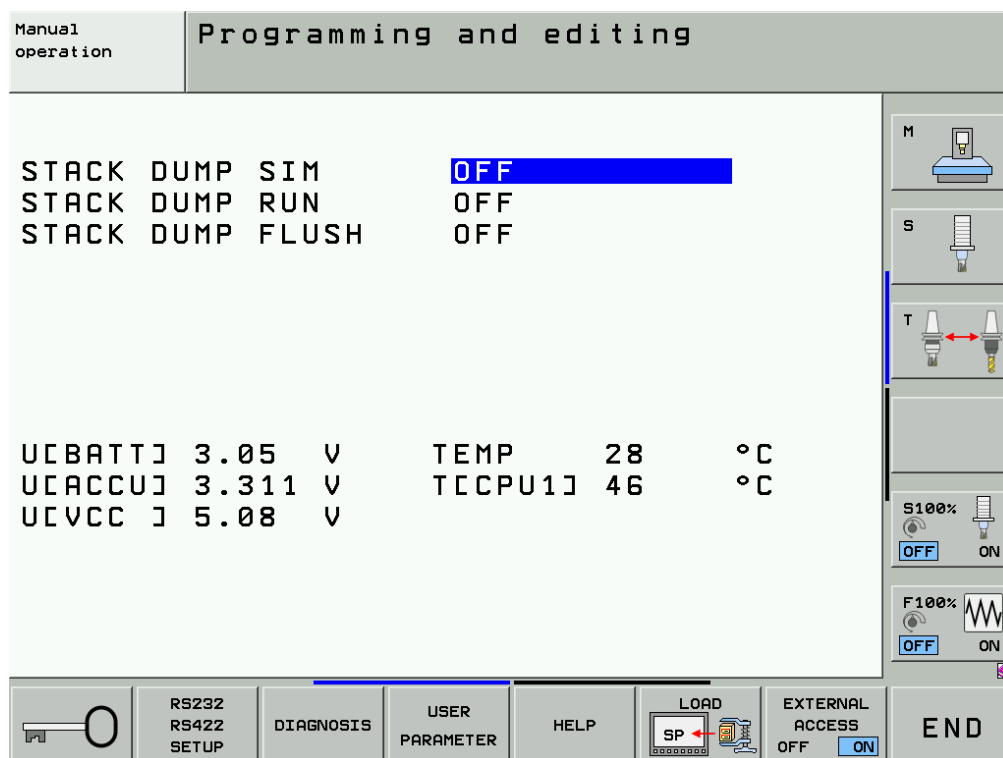 Manual
operation
Programming and editing
STACK DUMP SIM OFF
STACK DUMP RUN OFF
STACK DUMP FLUSH OFF
U[BATT] 3.05 V TEMP 28 °C
U[ACCU] 3.311 V T[CPU1] 46 °C
U[VCC ] 5.08 V
M
S
T
S100%
OFF ON
F100%
OFF ON
RS232
RS422
SETUP
DIAGNOSIS
USER
PARAMETER
HELP
LOAD
SP
EXTERNAL
ACCESS
OFF ON
END